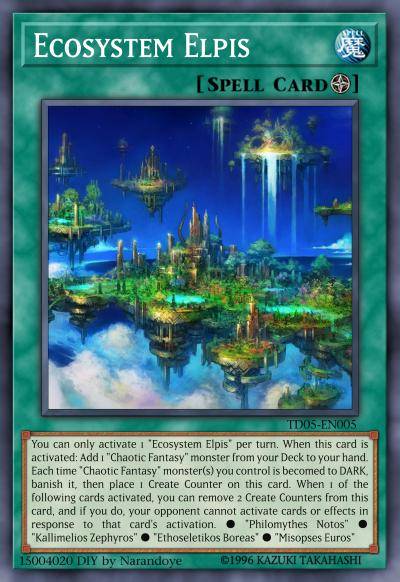 ECOSYSTEM ELPIS
魔
[SPELL CARD]
TD05-EN005
You can only activate 1 "Ecosystem Elpis" per turn. When this card is
activated: Add 1 "Chaotic Fantasy" monster from your Deck to your hand.
Each time "Chaotic Fantasy" monster(s) you control is becomed to DARK,
banish it, then place 1 Create Counter on this card. When 1 of the
following cards activated, you can remove 2 Create Counters from this
card, and if you do, your opponent cannot activate cards or effects in
response to that card's activation. ● "Philomythes Notos" ●
"Kallimelios Zephyros" ● "Ethoseletikos Boreas" ● "Misopses Euros"
15004020 DIY by Narandoye ©1996 KAZUKI TAKAHASHI